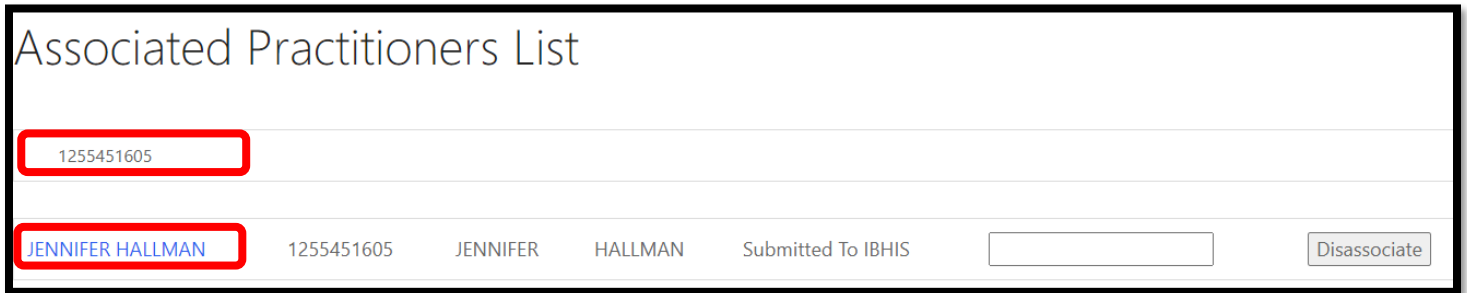 Associated Practitioners List
1255451605
JENNIFER HALLMAN 1255451605 JENNIFER HALLMAN Submitted To IBHIS Disassociate